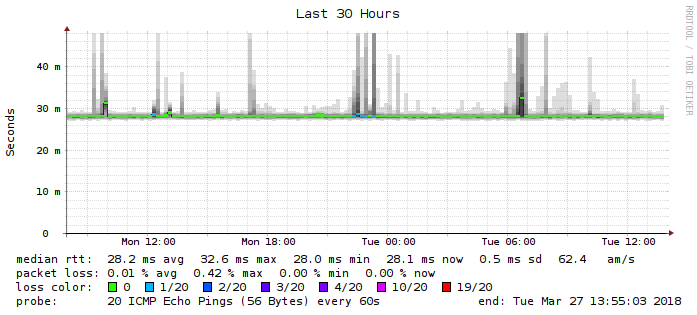 Last 30 Hours
RRDTOOL / TOBI OETIKER
Seconds
40 m
30 m
20 m
10 m
0
Mon 12:00 Mon 18:00 Tue 00:00 Tue 06:00 Tue 12:00
median rtt: 28.2 ms avg 32.6 ms max 28.0 ms min 28.1 ms now 0.5 ms sd 62.4 am/s
packet loss: 0.01 % avg 0.42 % max 0.00 % min 0.00 % now
loss color: 0 1/20 2/20 3/20 4/20 10/20 19/20
probe: 20 ICMP Echo Pings (56 Bytes) every 60s end: Tue Mar 27 13:55:03 2018